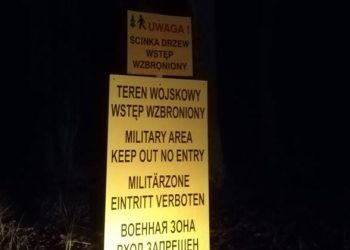 UWAGA !
ŚCINKA DRZEW
WSTĘP
WZBRONIONY
TEREN WOJSKOWY
WSTĘP WZBRONIONY
MILITARY AREA
KEEP OUT NO ENTRY
MILITÄRZONE
EINTRITT VERBOTEN
ВОЕННАЯ ЗОНА
ВХОД ЗАПРЕЩЕН